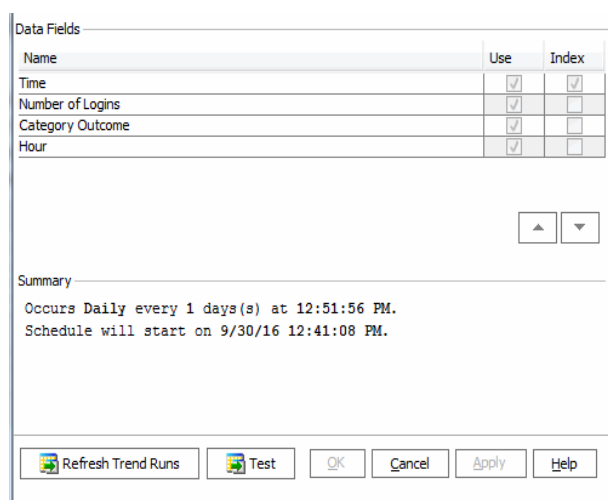 Data Fields
Name Use Index
Time
Number of Logins
Category Outcome
Hour
Summary
Occurs Daily every 1 days(s) at 12:51:56 PM.
Schedule will start on 9/30/16 12:41:08 PM.
Refresh Trend Runs Test OK Cancel Apply Help